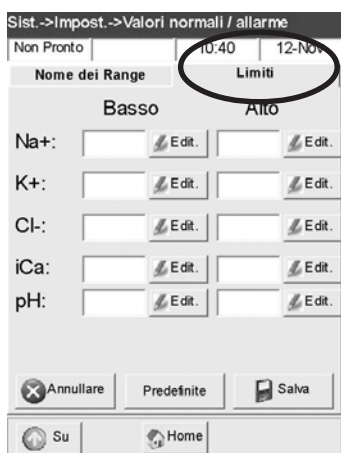 Sist.->Impost.->Valori normali / allarme
Non Pronto 10:40 12-Nov
Nome dei Range Limiti
Basso Alto
Na+: Edit. Edit.
K+: Edit. Edit.
Cl-: Edit. Edit.
iCa: Edit. Edit.
pH: Edit. Edit.
Annullare Predefinite Salva
Su Home